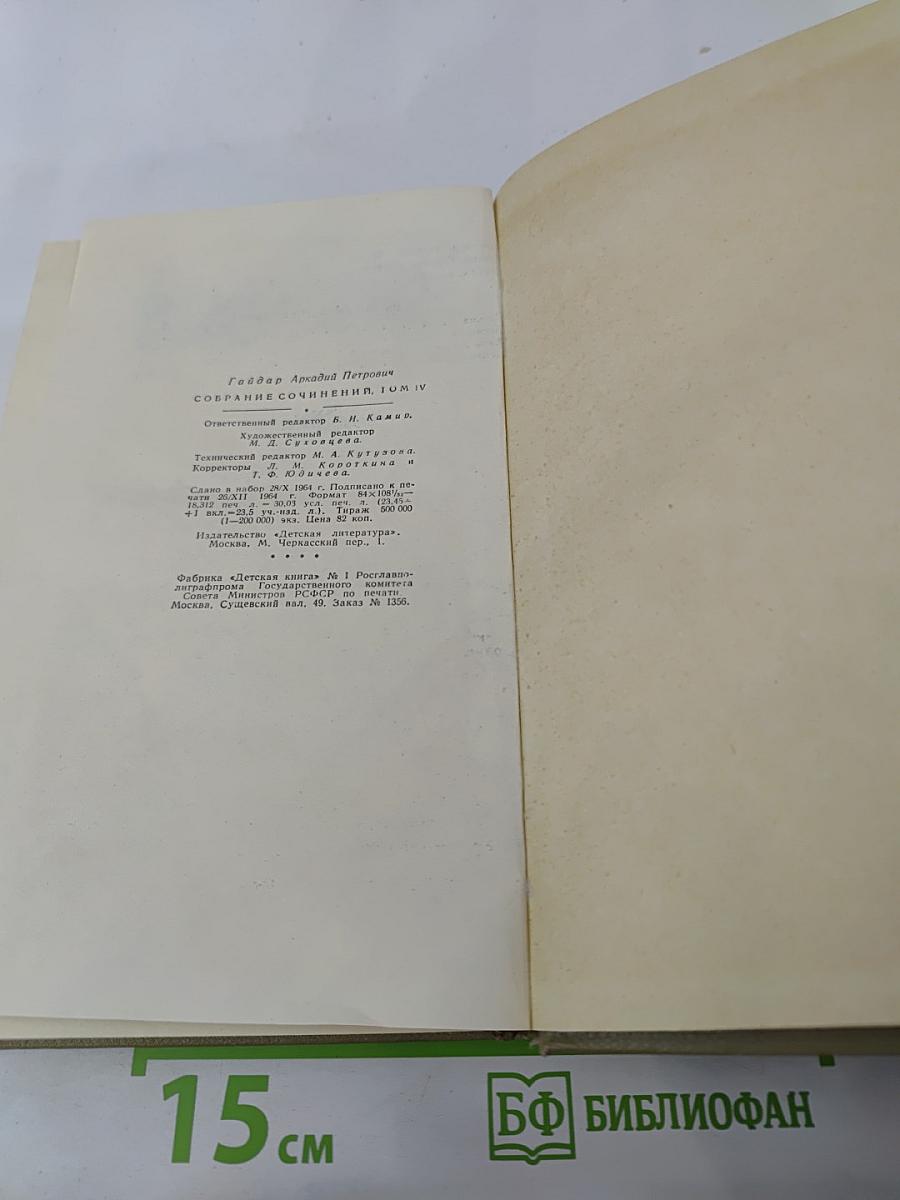 Гайдар Аркадий Петрович
СОБРАНИЕ СОЧИНЕНИЙ, ТОМ IV
Ответственный редактор Б. И. Камир.
Художественный редактор
М. Д. Суховцева.
Технический редактор М. А. Кутузова.
Корректоры Л. М. Короткина и
Т. Ф. Юдичева.
Сдано в набор 28/X 1964 г. Подписано к пе-
чати 26/XII 1964 г. Формат 84×108¹/₃₂—
18,312 печ л. = 30,03 усл. печ. л. (23,45+
+1 вкл.=23,5 уч.-изд. л.). Тираж 500 000
(1—200 000) экз. Цена 82 коп.
Издательство «Детская литература».
Москва, М. Черкасский пер., 1.
* * * *
Фабрика «Детская книга» № 1 Росглавпо-
лиграфпрома Государственного комитета
Совета Министров РСФСР по печати
Москва, Сущевский вал, 49. Заказ № 1356.
15 см
БФ БИБЛИОФАН